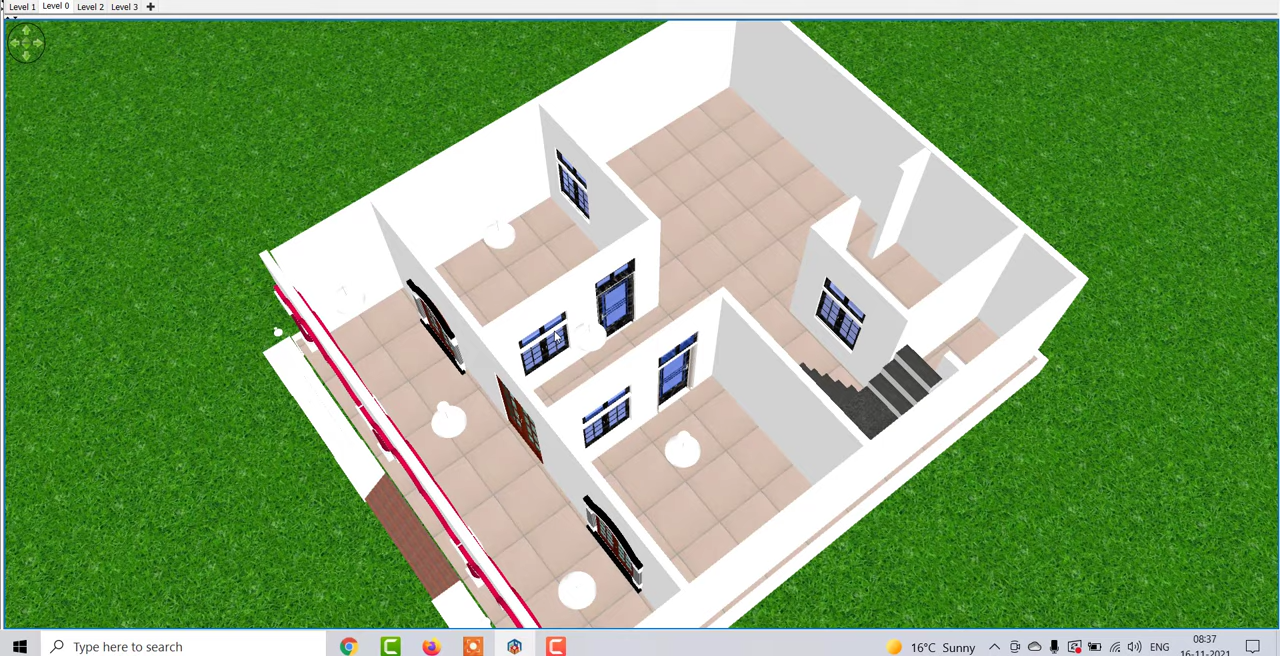 Level 1 Level 0 Level 2 Level 3
Type here to search
16°C Sunny
ENG
08:37
16-11-2021